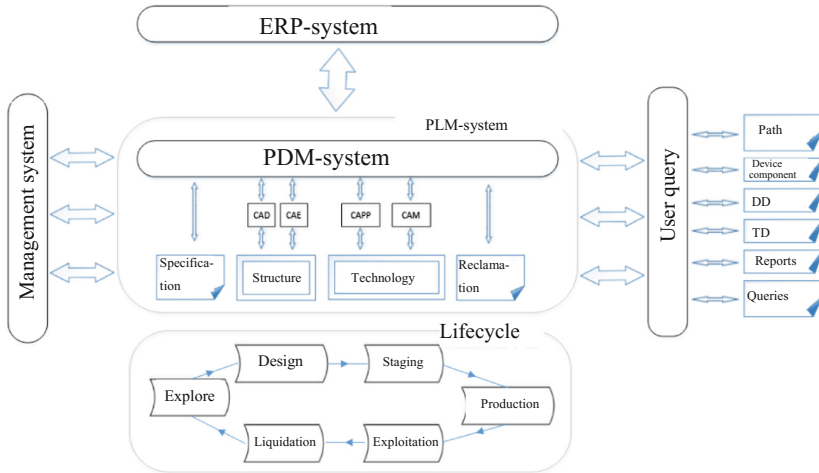 ERP-system
PLM-system
PDM-system
Management system
User query
CAD
CAE
CAPP
CAM
Specifica-
tion
Structure
Technology
Reclama-
tion
Path
Device
component
DD
TD
Reports
Queries
Lifecycle
Design
Staging
Explore
Production
Liquidation
Exploitation